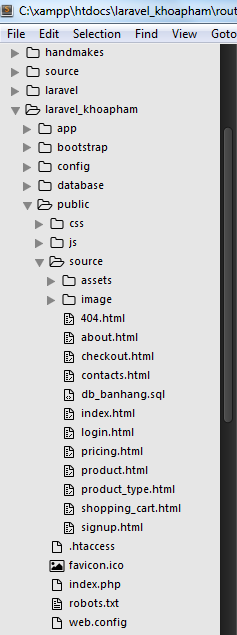 C:\xampp\htdocs\laravel_khoapham\rout
File Edit Selection Find View Goto
handmakes
source
laravel
laravel_khoapham
app
bootstrap
config
database
public
css
js
source
assets
image
404.html
about.html
checkout.html
contacts.html
db_banhang.sql
index.html
login.html
pricing.html
product.html
product_type.html
shopping_cart.html
signup.html
.htaccess
favicon.ico
index.php
robots.txt
web.config